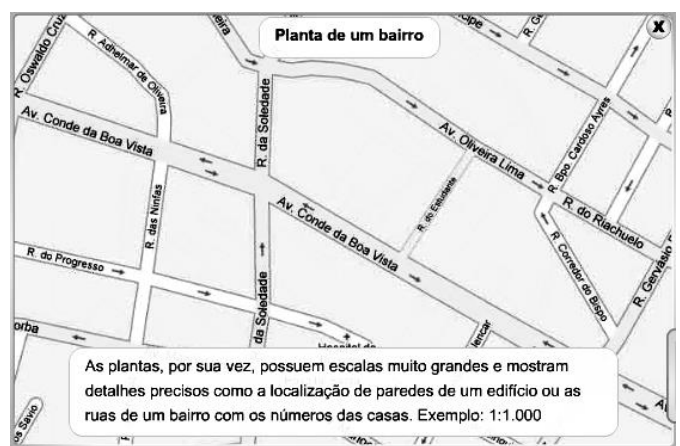 Planta de um bairro
X
R. Oswaldo Cruz
R. Adhelmar de Oliveira
R. da Soledade
Av. Conde da Boa Vista
Av. Oliveira Lima
R. Bpo. Cardoso Ayres
R. do Estudante
R. das Ninfas
Av. Conde da Boa Vista
R. do Riachuelo
R. Corredor do Bispo
R. Gervasio
R. do Progresso
da Soledade
As plantas, por sua vez, possuem escalas muito grandes e mostram
detalhes precisos como a localização de paredes de um edifício ou as
ruas de um bairro com os números das casas. Exemplo: 1:1.000